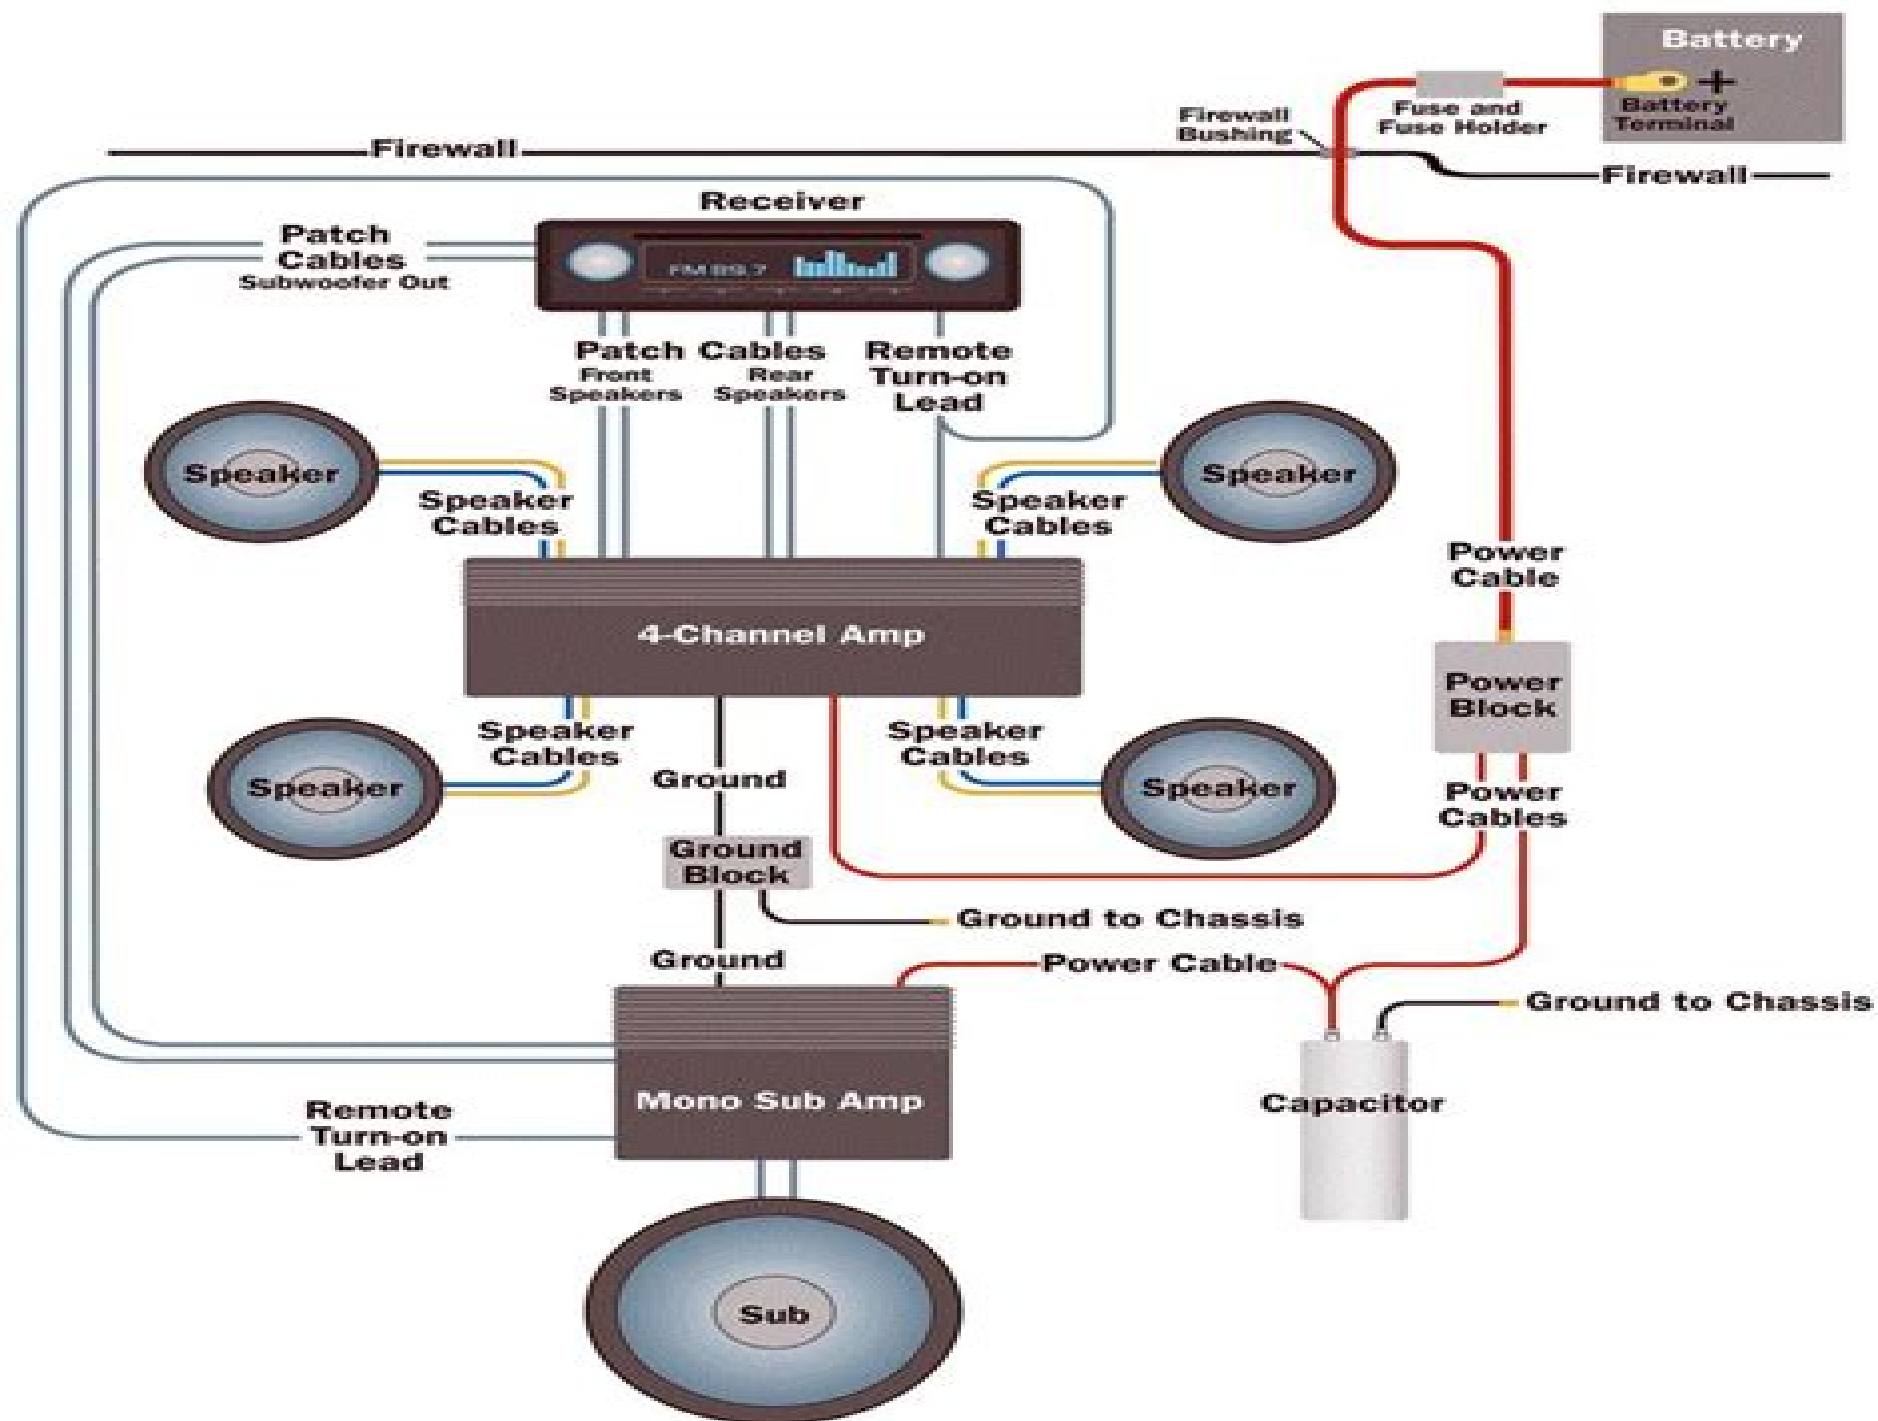 Battery
+
Battery
Terminal
Fuse and
Fuse Holder
Firewall
Bushing
Firewall
Firewall
Receiver
FM 89.7
Patch
Cables
Subwoofer Out
Patch Cables
Front
Speakers
Rear
Speakers
Remote
Turn-on
Lead
Speaker
Speaker
Cables
Speaker
Cables
Speaker
Power
Cable
4-Channel Amp
Power
Block
Speaker
Speaker
Cables
Ground
Speaker
Cables
Speaker
Power
Cables
Ground
Block
Ground to Chassis
Ground
Power Cable
Ground to Chassis
Mono Sub Amp
Capacitor
Remote
Turn-on
Lead
Sub